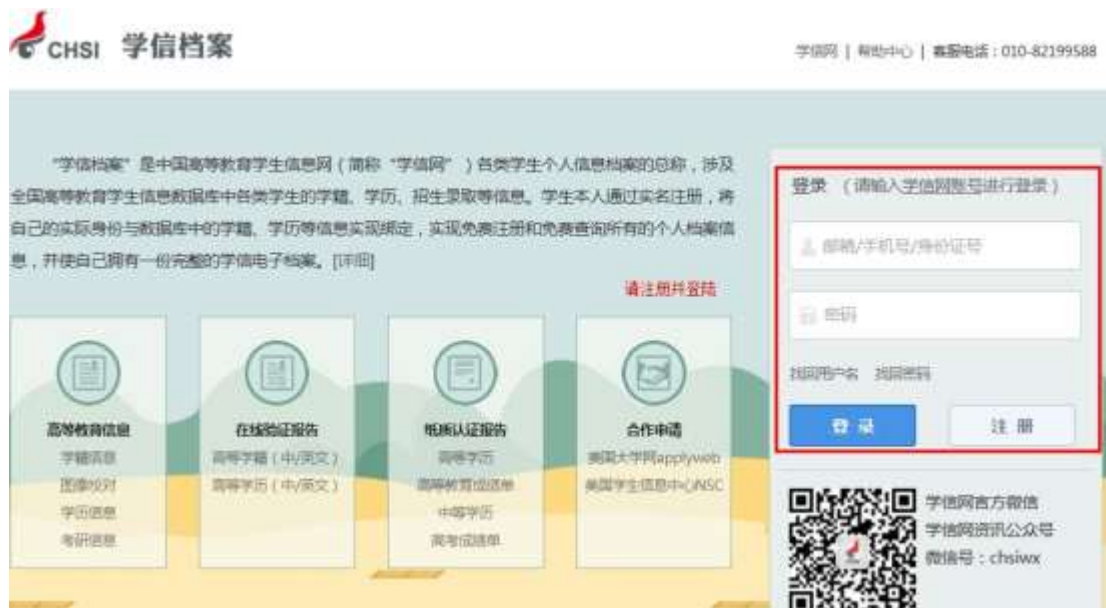 CHSI 学信档案
学信网 | 帮助中心 | 客服电话：010-82199588
“学信档案”是中国高等教育学生信息网（简称“学信网”）各类学生个人信息档案的总称，涉及
全国高等教育学生信息数据库中各类学生的学籍、学历、招生录取等信息。学生本人通过实名注册，将
自己的实际身份与数据库中的学籍、学历等信息实现绑定，实现免费注册和免费查询所有的个人档案信
息，并使自己拥有一份完整的学信电子档案。[详细]
请注册并登陆
高等教育信息
学籍信息
图像校对
学历信息
考研信息
在线验证报告
高等学籍（中/英文）
高等学历（中/英文）
纸质认证报告
高等学历
高等教育成绩单
中等学历
高考成绩单
合作申请
美国大学网applyweb
美国学生信息中心NSC
登录 （请输入学信网账号进行登录）
邮箱/手机号/身份证号
密码
找回用户名 找回密码
登录 注册
学信网官方微信
学信网资讯公众号
微信号：chsiwx